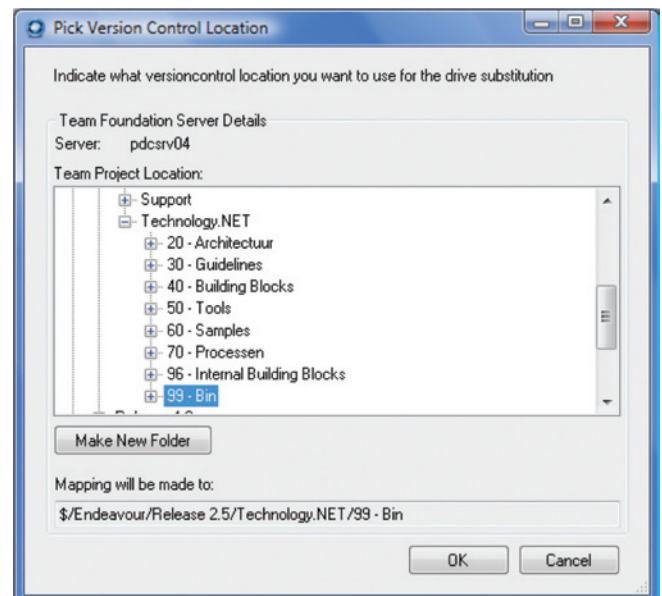 Pick Version Control Location
Indicate what versioncontrol location you want to use for the drive substitution
Team Foundation Server Details
Server: pdcsrv04
Team Project Location:
Support
Technology.NET
20 - Architectuur
30 - Guidelines
40 - Building Blocks
50 - Tools
60 - Samples
70 - Processen
96 - Internal Building Blocks
99 - Bin
Make New Folder
Mapping will be made to:
$/Endeavour/Release 2.5/Technology.NET/99 - Bin
OK Cancel